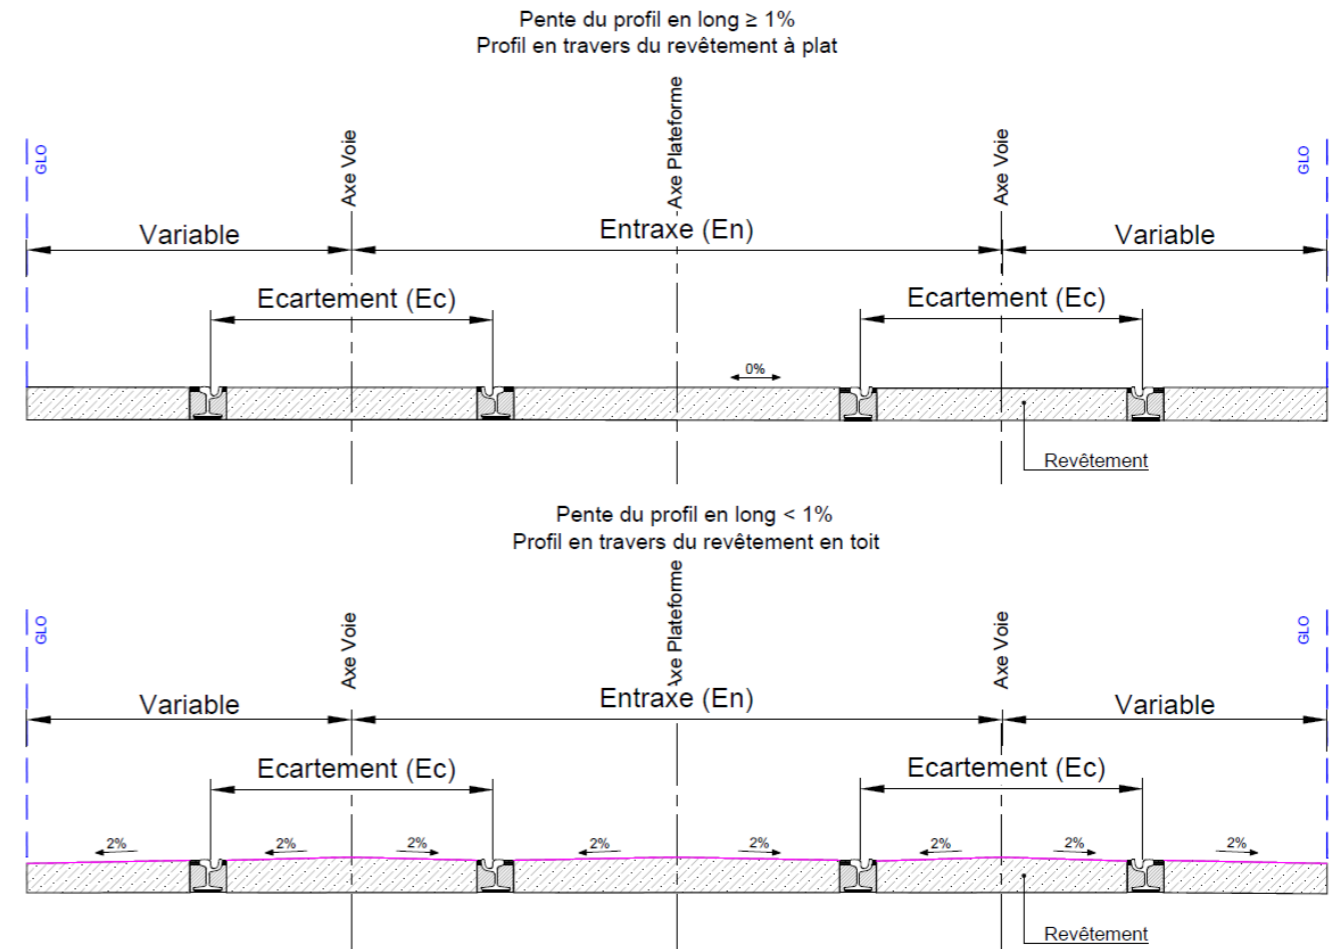 Pente du profil en long ≥ 1%
Profil en travers du revêtement à plat
GLO
Axe Voie
Axe Plateforme
Axe Voie
GLO
Variable
Entraxe (En)
Variable
Ecartement (Ec)
Ecartement (Ec)
0%
Revêtement
Pente du profil en long < 1%
Profil en travers du revêtement en toit
GLO
Axe Voie
Axe Plateforme
Axe Voie
GLO
Variable
Entraxe (En)
Variable
Ecartement (Ec)
Ecartement (Ec)
2%
2%
2%
2%
2%
2%
2%
2%
Revêtement